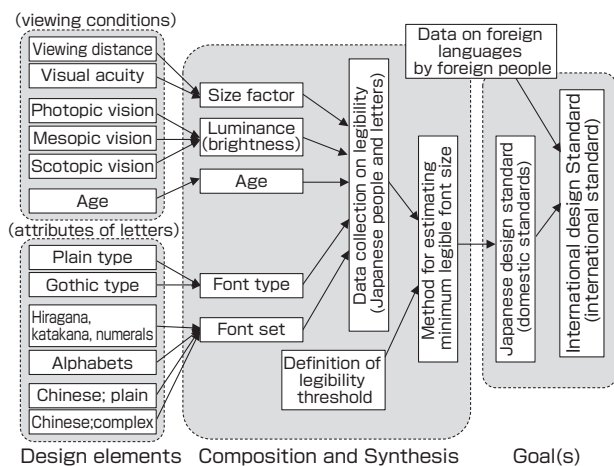 (viewing conditions)
Viewing distance
Visual acuity
Photopic vision
Mesopic vision
Scotopic vision
Age
(attributes of letters)
Plain type
Gothic type
Hiragana,
katakana, numerals
Alphabets
Chinese; plain
Chinese;complex
Design elements
Size factor
Luminance
(brightness)
Age
Font type
Font set
Data collection on legibility
(Japanese people and letters)
Definition of
legibility
threshold
Method for estimating
minimum legible font size
Composition and Synthesis
Data on foreign
languages
by foreign people
Japanese design standard
(domestic standards)
International design Standard
(international standard)
Goal(s)